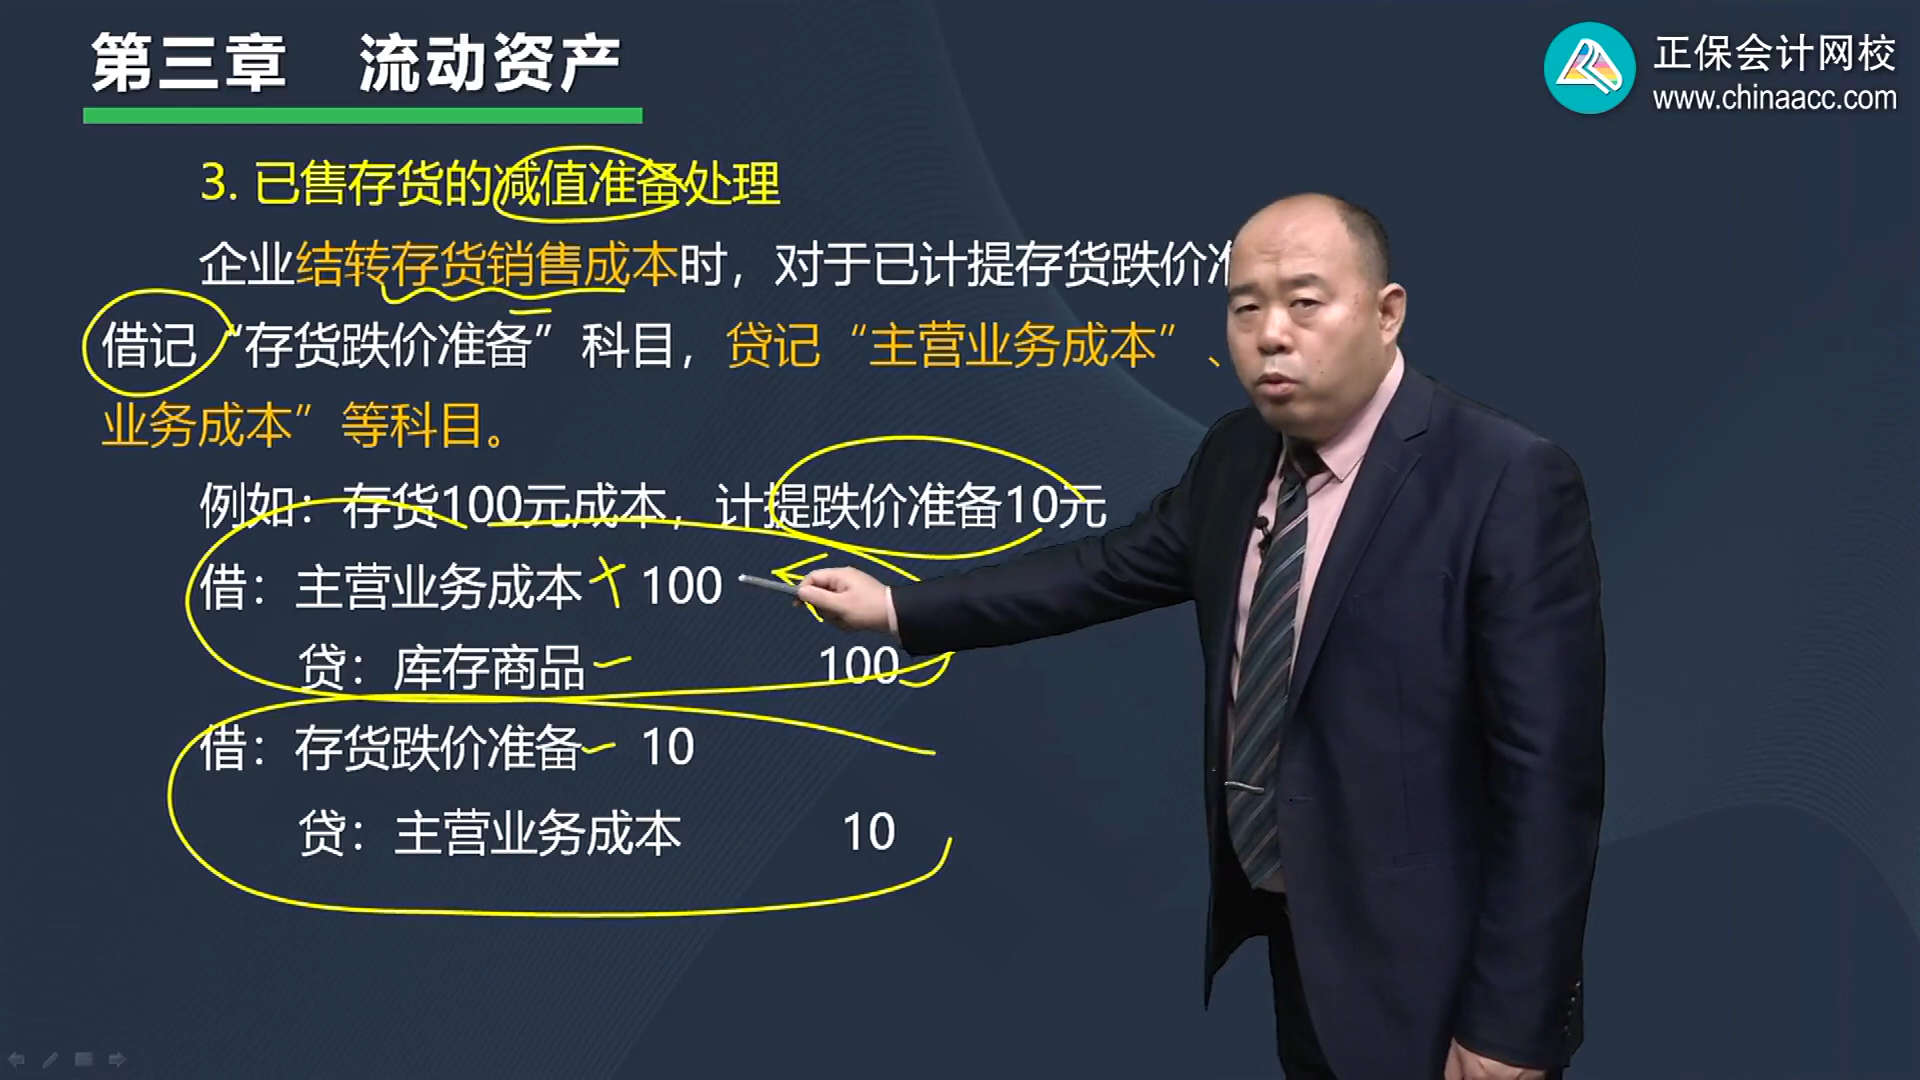 第三章 流动资产
正保会计网校
www.chinaacc.com
3. 已售存货的减值准备处理
企业结转存货销售成本时，对于已计提存货跌价准
借记“存货跌价准备”科目，贷记“主营业务成本”、
业务成本”等科目。
例如：存货100元成本，计提跌价准备10元
借：主营业务成本 100
贷：库存商品 100
借：存货跌价准备 10
贷：主营业务成本 10